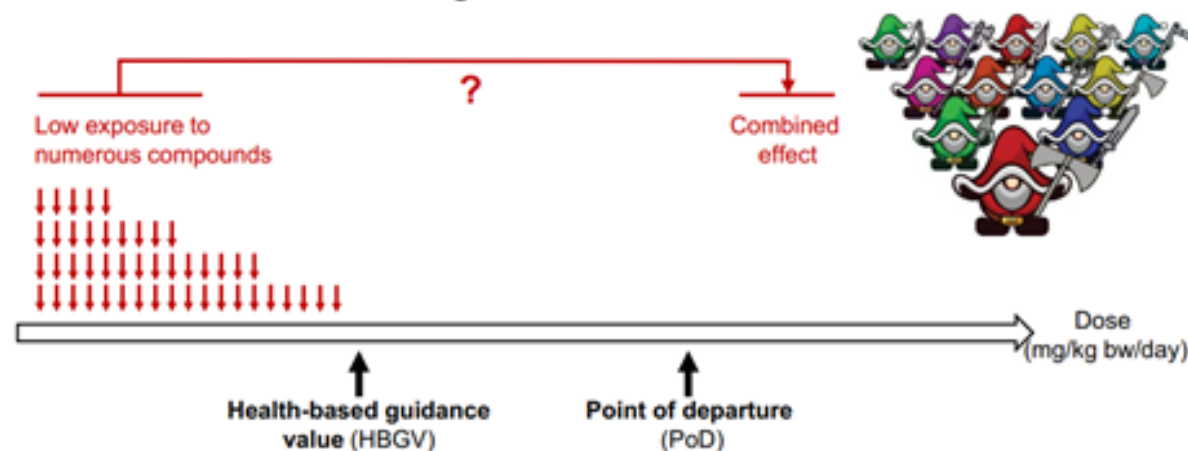 ?
Low exposure to
numerous compounds
Combined
effect
Dose
(mg/kg bw/day)
Health-based guidance
value (HBGV)
Point of departure
(PoD)